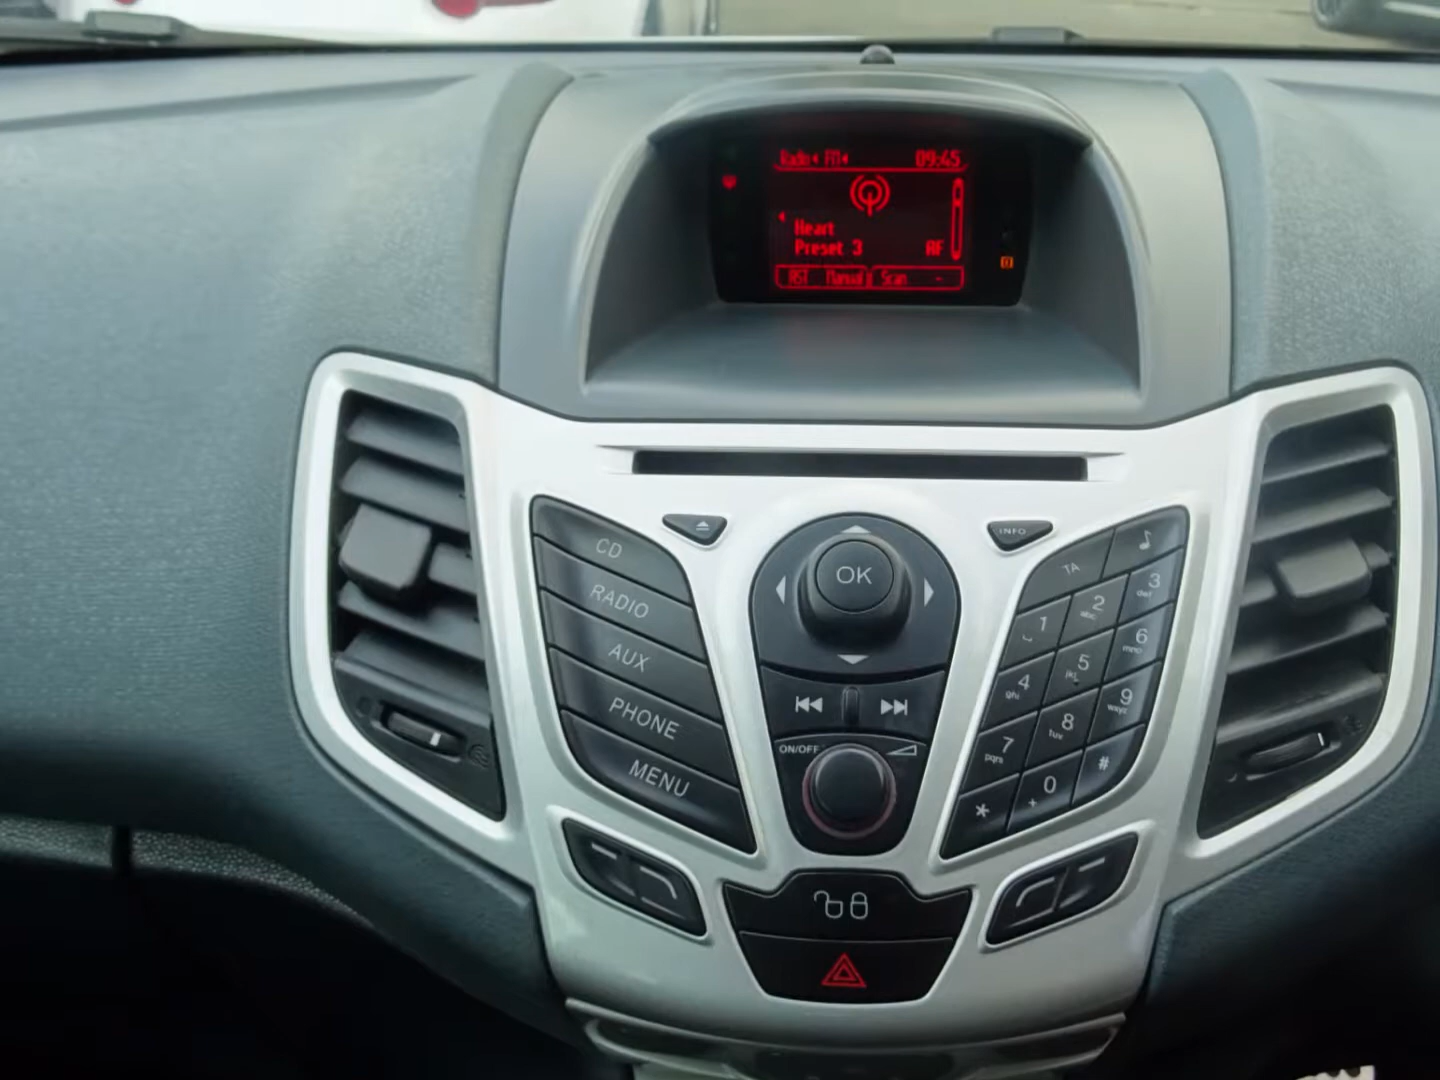 Radio FM 09:45
Heart
Preset 3 AF
AST Manual Scan -
INFO
CD
RADIO
AUX
PHONE
MENU
OK
ON/OFF
TA
1
2 abc
3 def
4 ghi
5 jkl
6 mno
7 pqrs
8 tuv
9 wxyz
*
0 +
#